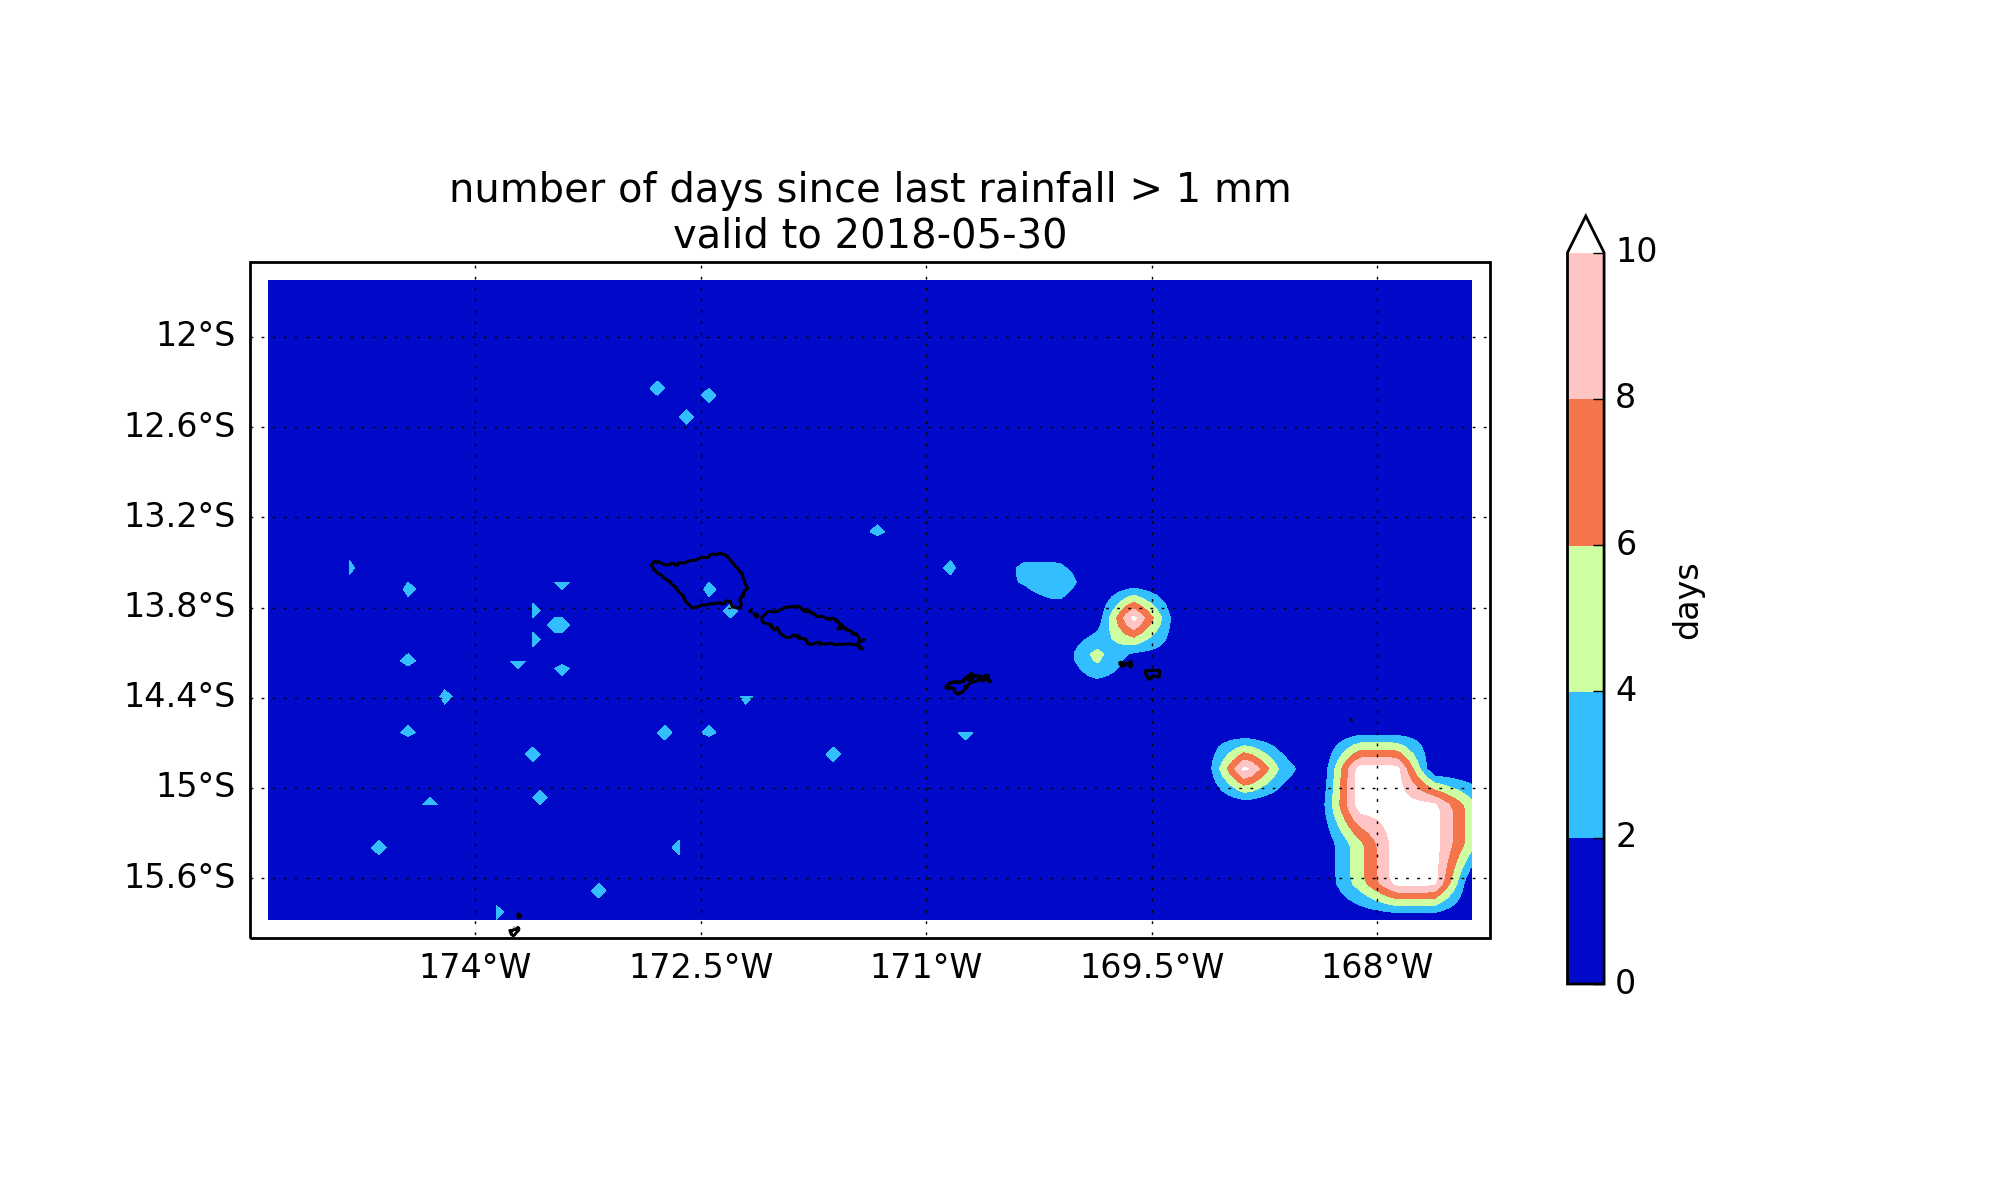 number of days since last rainfall > 1 mm
valid to 2018-05-30
12°S
12.6°S
13.2°S
13.8°S
14.4°S
15°S
15.6°S
174°W
172.5°W
171°W
169.5°W
168°W
10
8
6
4
2
0
days